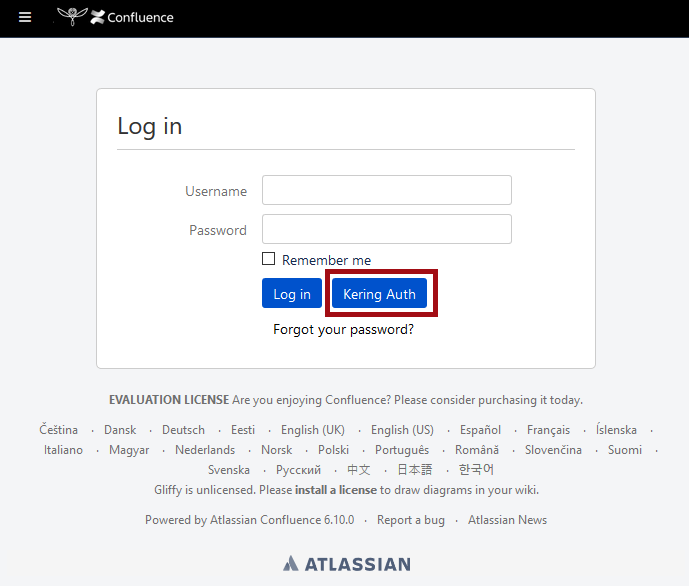 Confluence
Log in
Username
Password
Remember me
Log in Kering Auth
Forgot your password?
EVALUATION LICENSE Are you enjoying Confluence? Please consider purchasing it today.
Čeština · Dansk · Deutsch · Eesti · English (UK) · English (US) · Español · Français · Íslenska ·
Italiano · Magyar · Nederlands · Norsk · Polski · Português · Română · Slovenčina · Suomi ·
Svenska · Русский · 中文 · 日本語 · 한국어
Gliffy is unlicensed. Please install a license to draw diagrams in your wiki.
Powered by Atlassian Confluence 6.10.0 · Report a bug · Atlassian News
ATLASSIAN